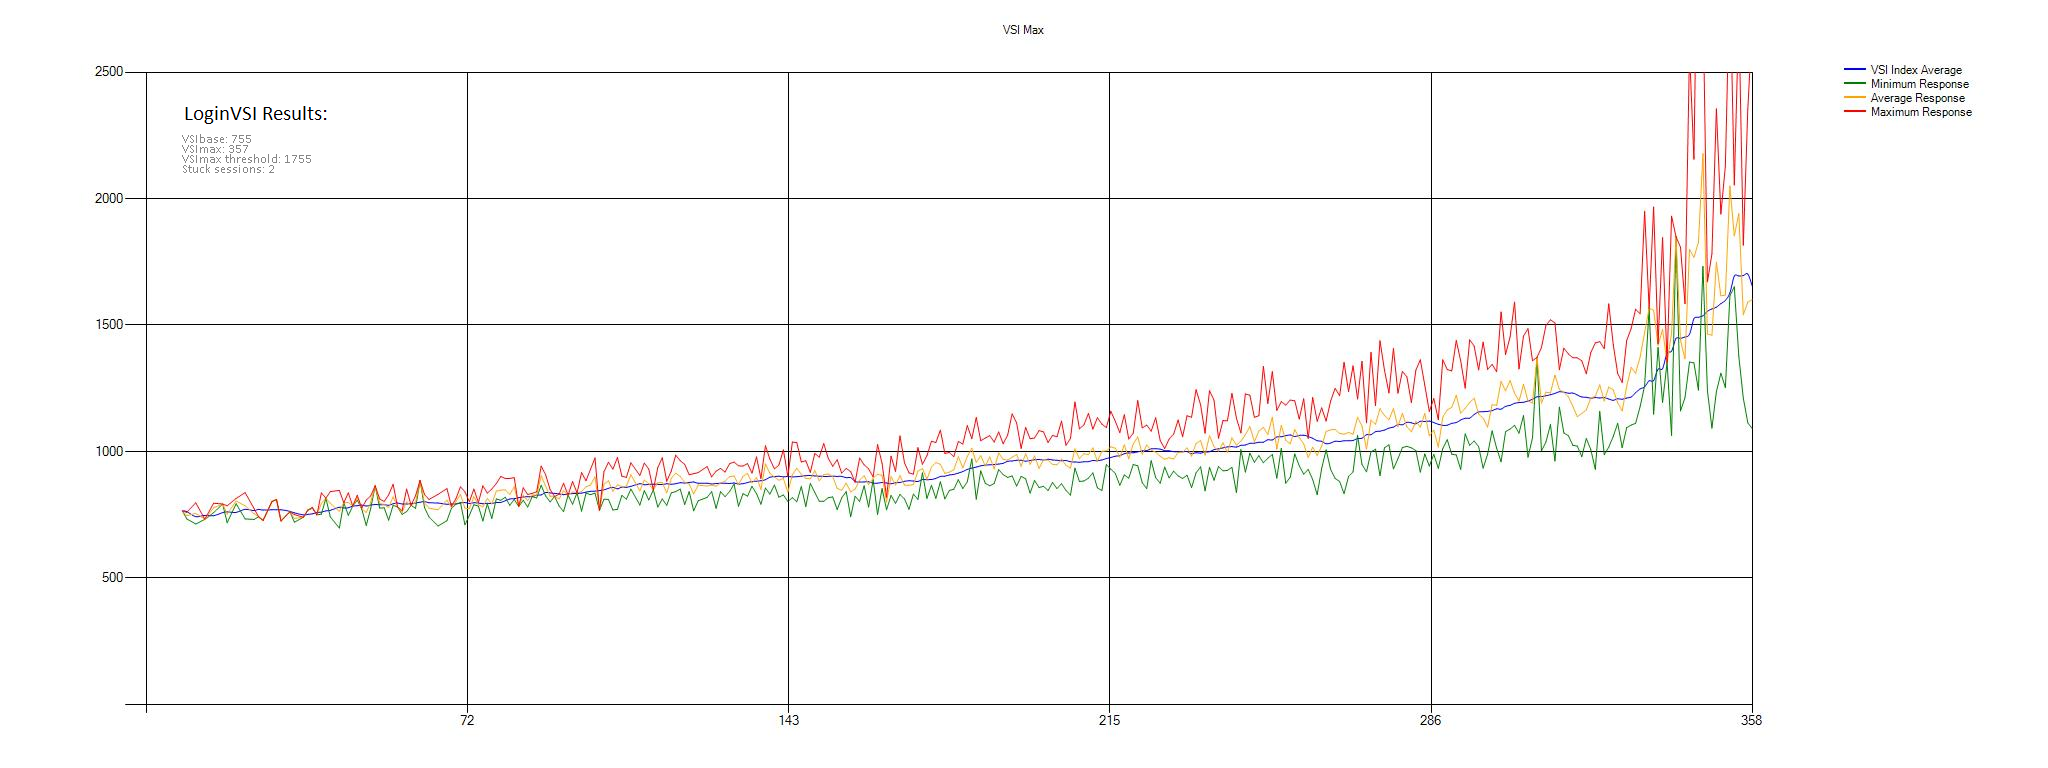 VSI Max
2500
2000
1500
1000
500
LoginVSI Results:
VSIbase: 755
VSImax: 357
VSImax threshold: 1755
Stuck sessions: 2
VSI Index Average
Minimum Response
Average Response
Maximum Response
72 143 215 286 358